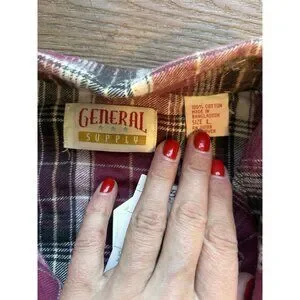 GENERAL
SUPPLY
100% COTTON
MADE IN
BANGLADESH
SIZE L